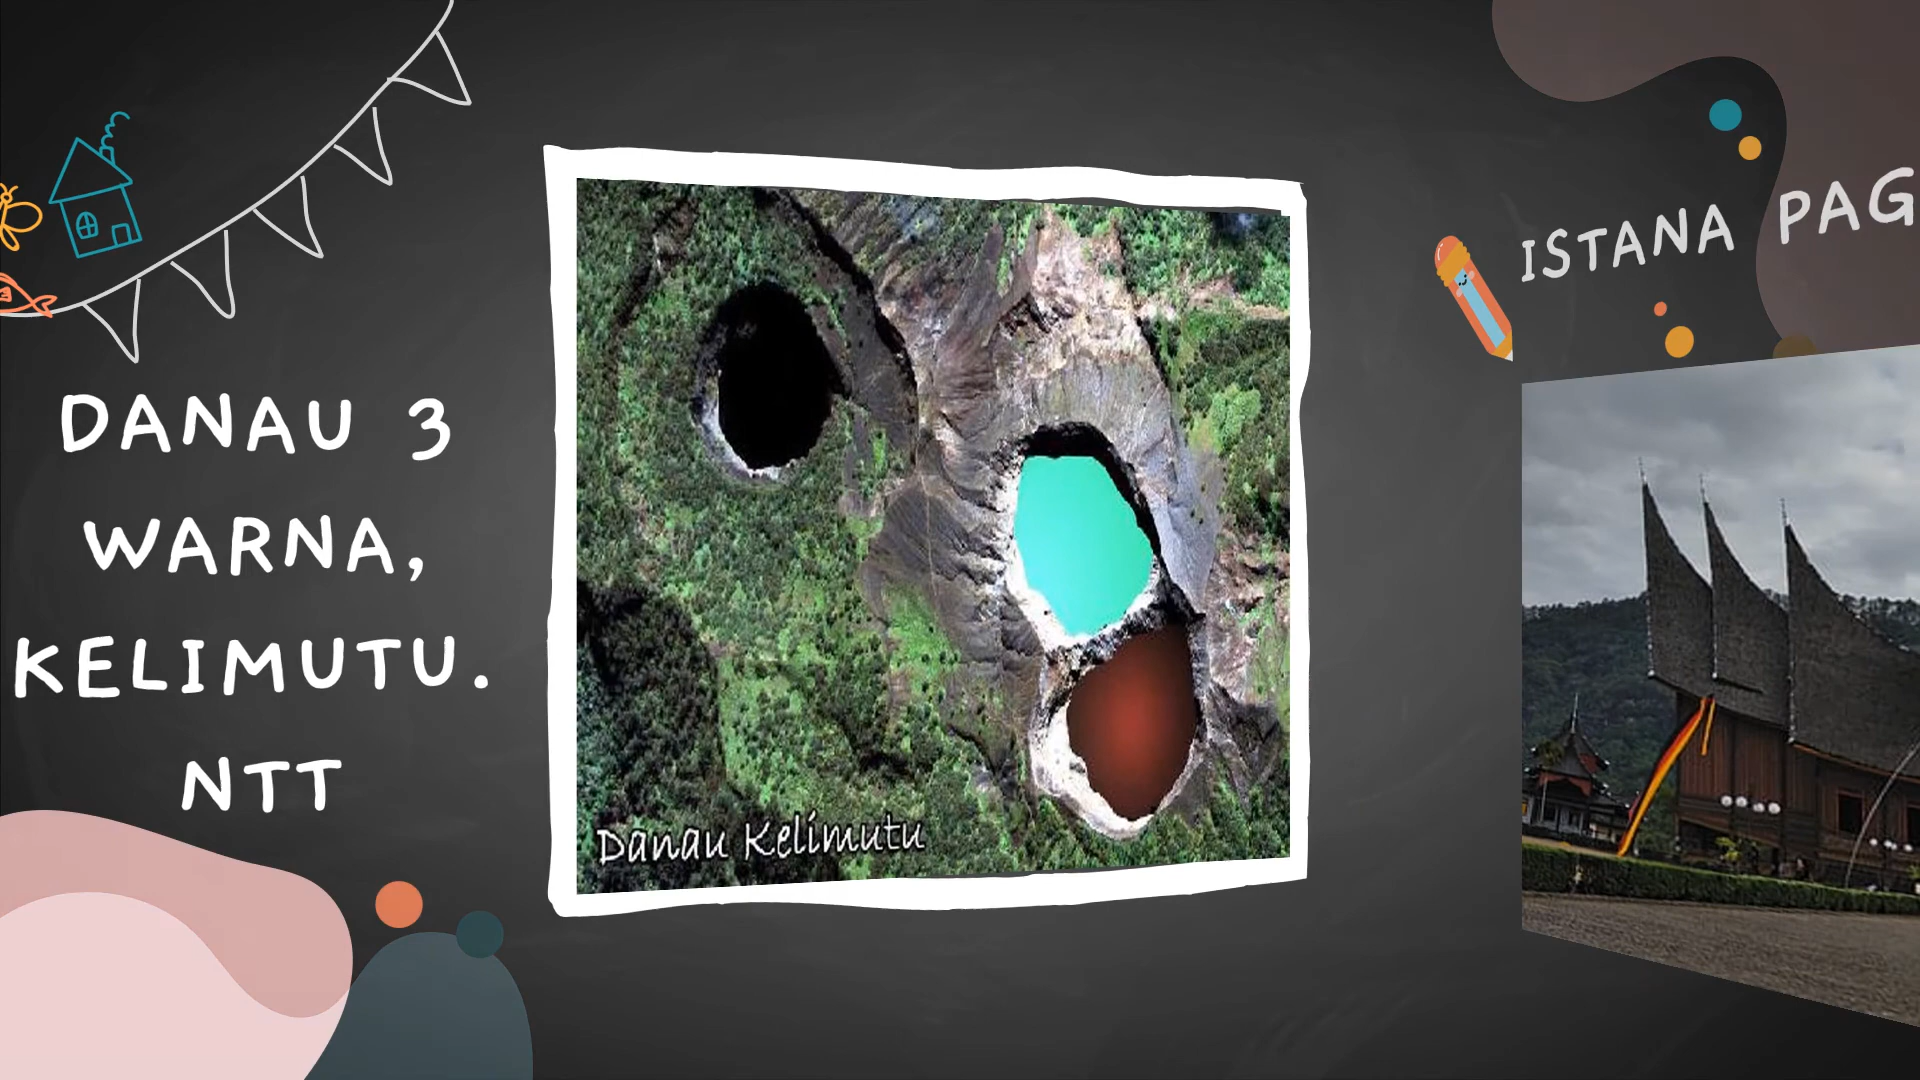 DANAU 3
WARNA,
KELIMUTU.
NTT
Danau Kelimutu
ISTANA PAG